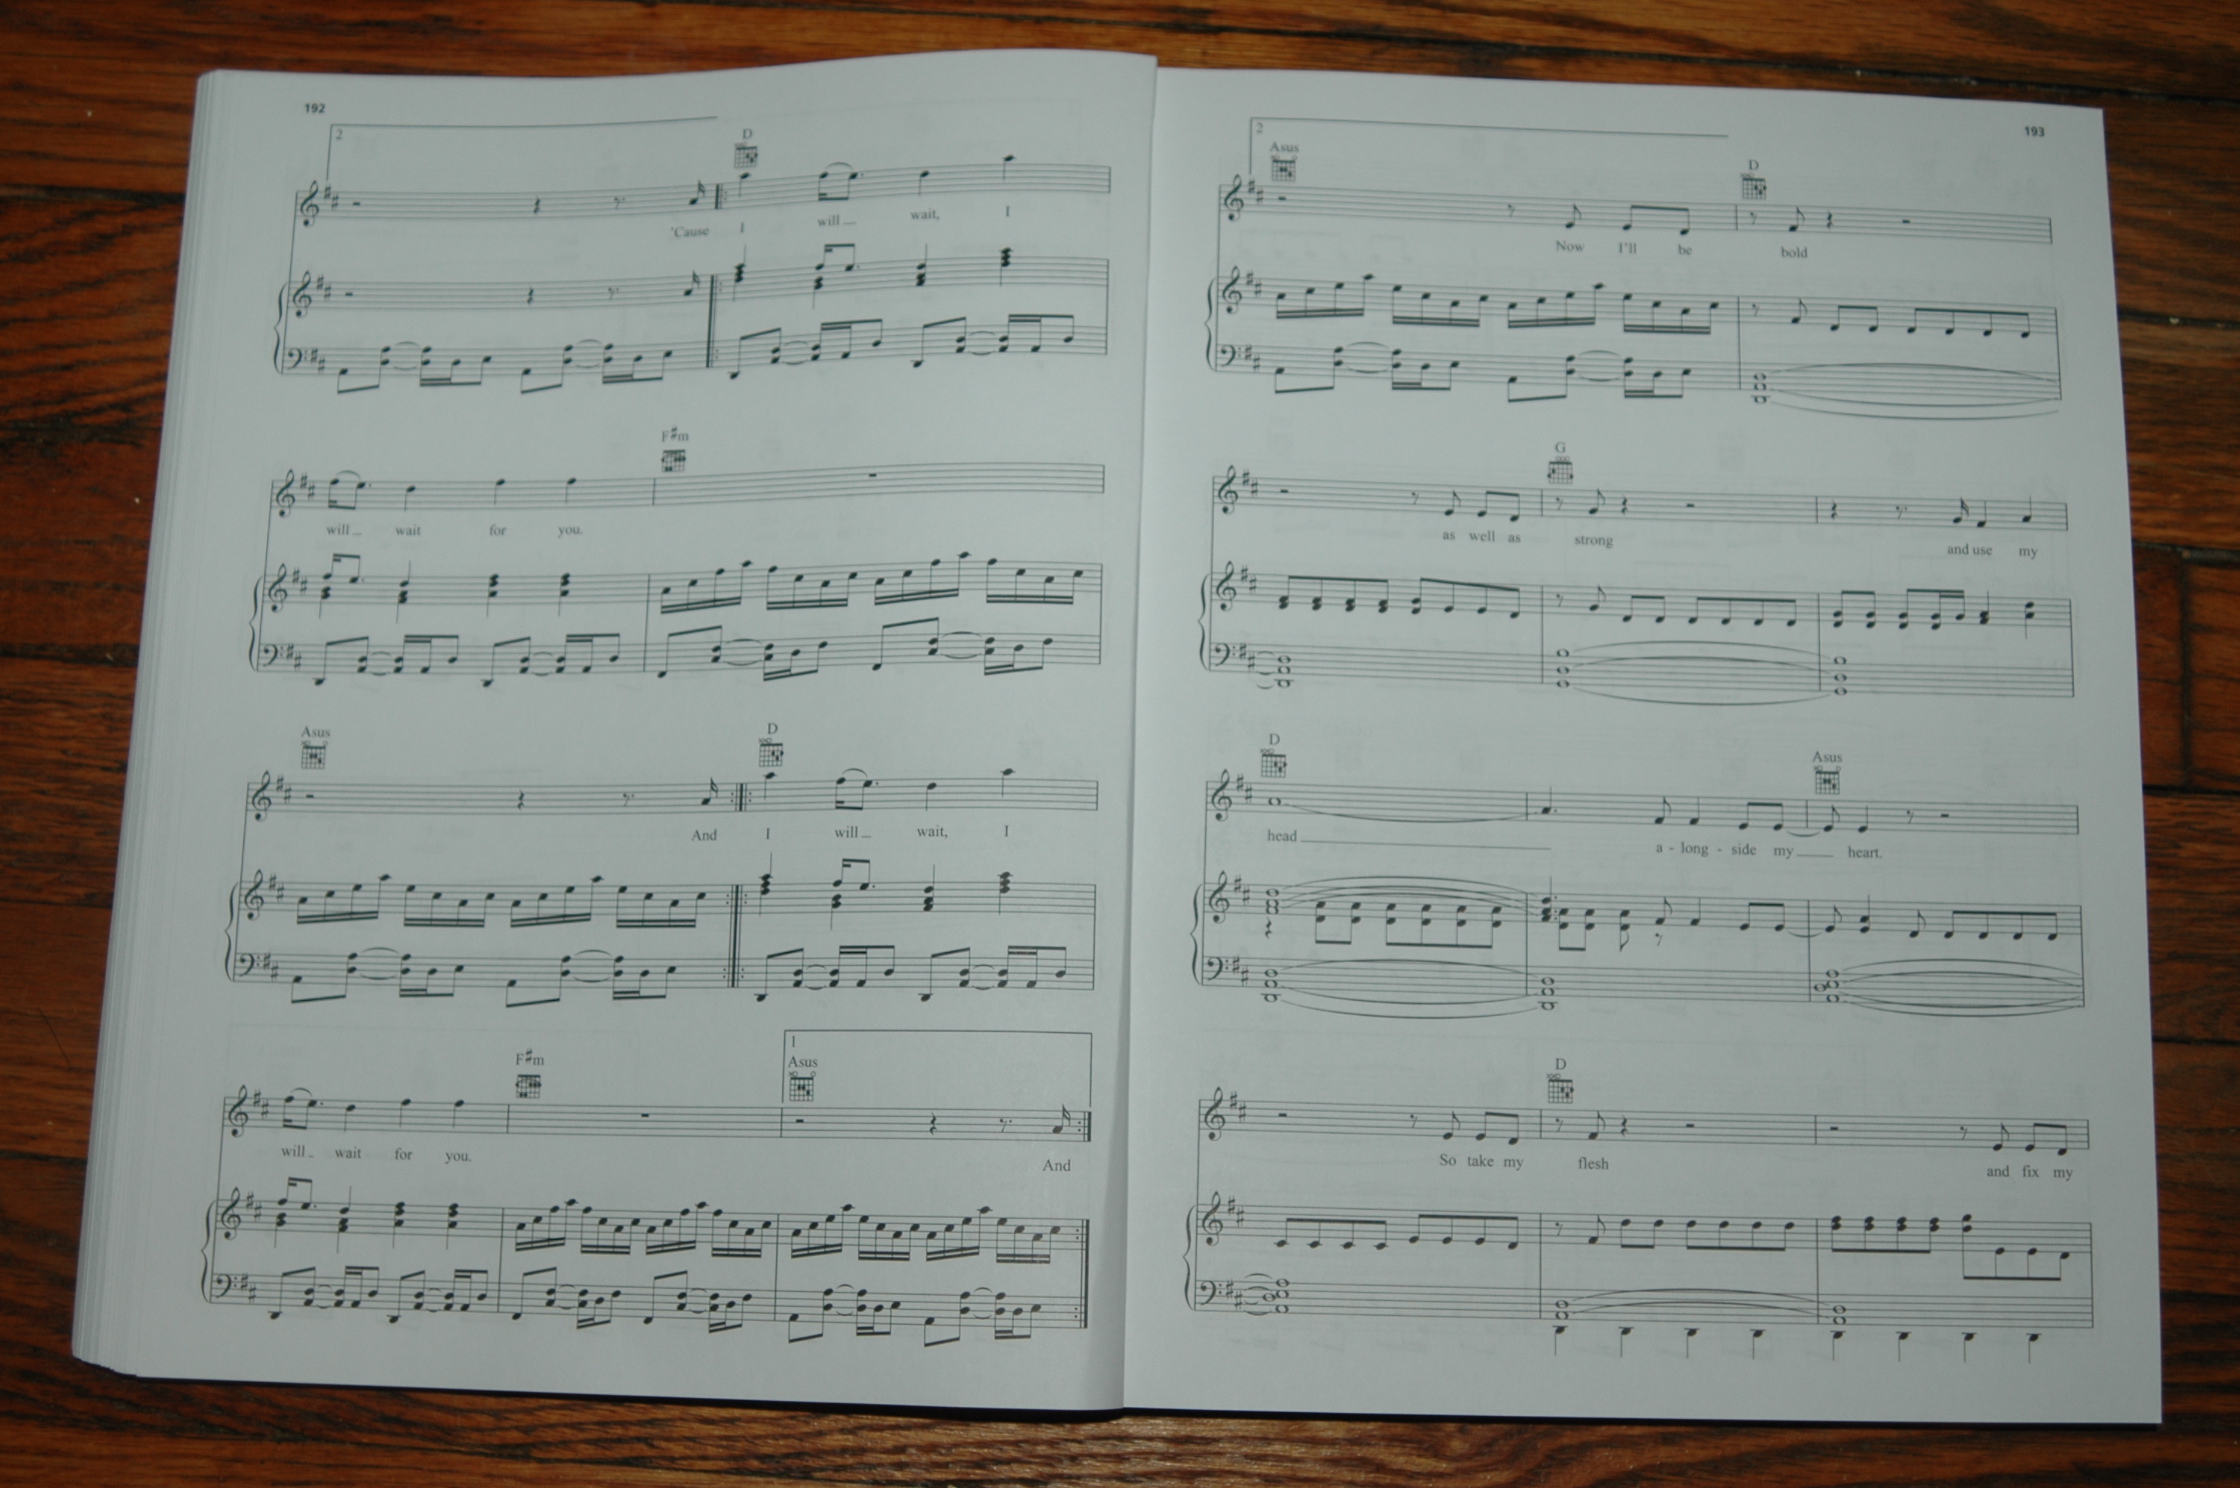 192
2
D
'Cause I will wait, I
F#m
will wait for you.
Asus D
And I will wait, I
F#m 1 Asus
will wait for you. And
193
2
Asus D
Now I'll be bold
G
as well as strong and use my
D Asus
head a - long - side my heart.
D
So take my flesh and fix my